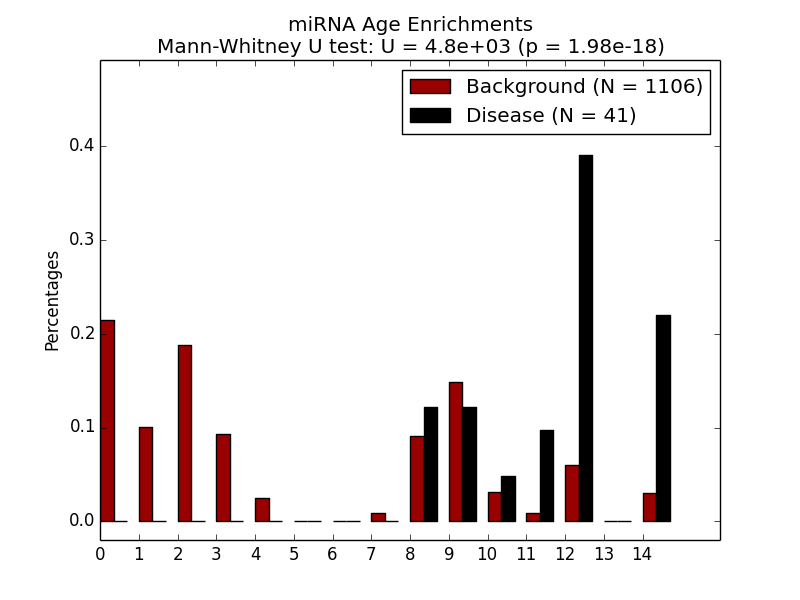 miRNA Age Enrichments
Mann-Whitney U test: U = 4.8e+03 (p = 1.98e-18)
Background (N = 1106)
Disease (N = 41)
Percentages
0.4
0.3
0.2
0.1
0.0
0 1 2 3 4 5 6 7 8 9 10 11 12 13 14